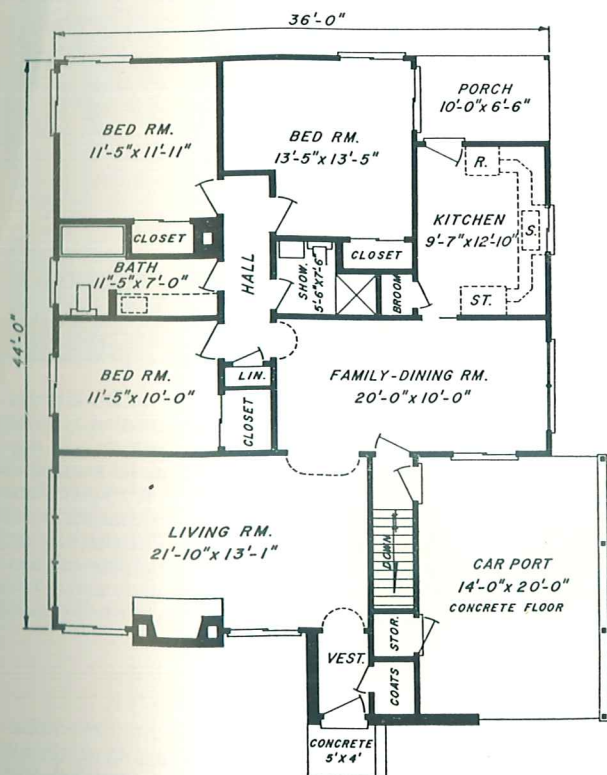 36'-0"
PORCH
10'-0" x 6'-6"
BED RM.
11'-5" x 11'-11"
BED RM.
13'-5" x 13'-5"
R.
KITCHEN
9'-7" x 12'-10"
S.
ST.
CLOSET
BATH
11"-5" x 7'-0"
HALL
SHOW.
5'-6" x 7'-6"
CLOSET
BROOM
44'-0"
BED RM.
11'-5" x 10'-0"
LIN.
CLOSET
FAMILY-DINING RM.
20'-0" x 10'-0"
LIVING RM.
21'-10" x 13'-1"
DOWN
CAR PORT
14'-0" x 20'-0"
CONCRETE FLOOR
STOR.
VEST.
COATS
CONCRETE
5' x 4'